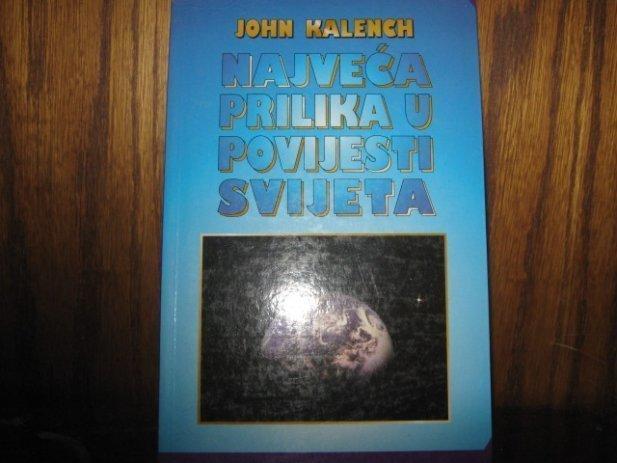 JOHN KALENCH
NAJVEĆA
PRILIKA U
POVIJESTI
SVIJETA